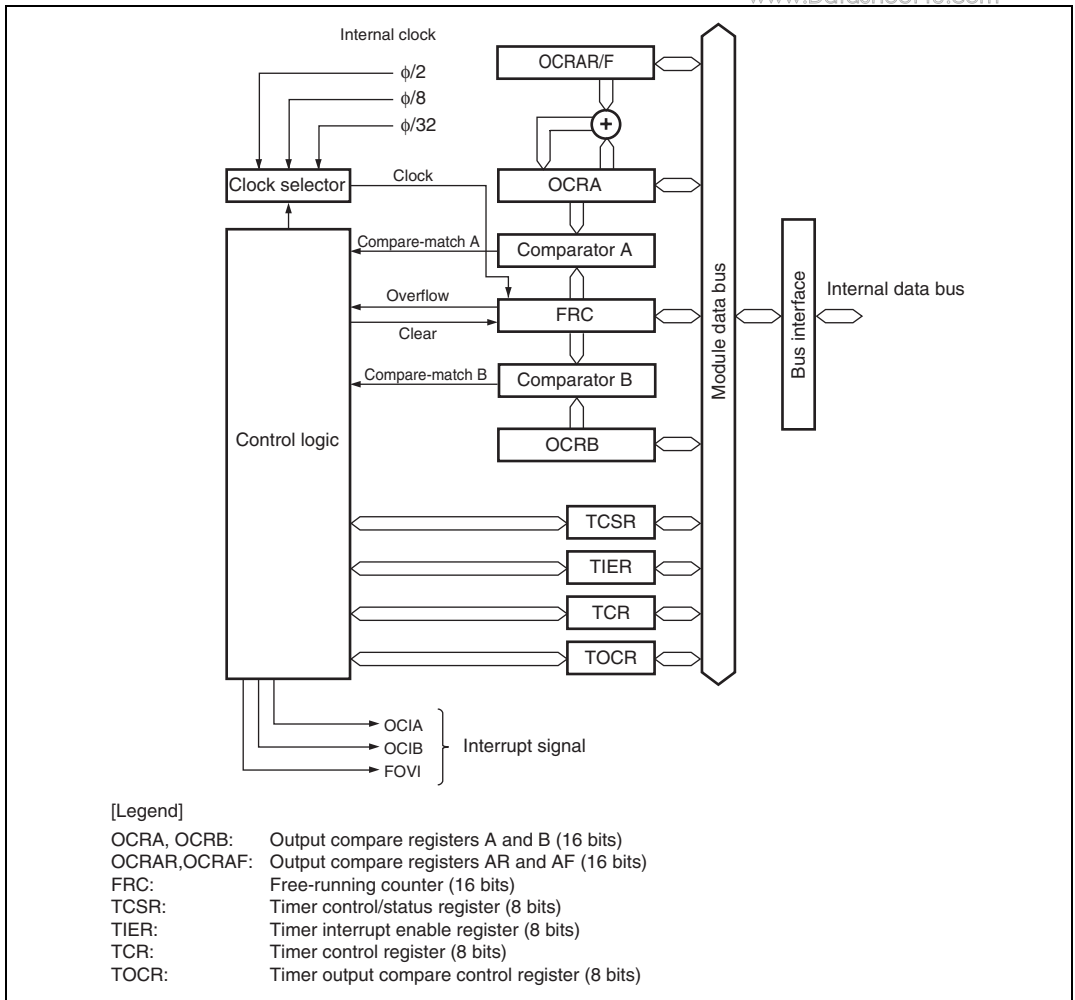 Internal clock
ϕ/2
ϕ/8
ϕ/32
OCRAR/F
+
Clock selector
Clock
OCRA
Compare-match A
Comparator A
Overflow
FRC
Clear
Compare-match B
Comparator B
Control logic
OCRB
Module data bus
Bus interface
Internal data bus
TCSR
TIER
TCR
TOCR
OCIA
OCIB
FOVI
Interrupt signal
[Legend]
OCRA, OCRB: Output compare registers A and B (16 bits)
OCRAR,OCRAF: Output compare registers AR and AF (16 bits)
FRC: Free-running counter (16 bits)
TCSR: Timer control/status register (8 bits)
TIER: Timer interrupt enable register (8 bits)
TCR: Timer control register (8 bits)
TOCR: Timer output compare control register (8 bits)